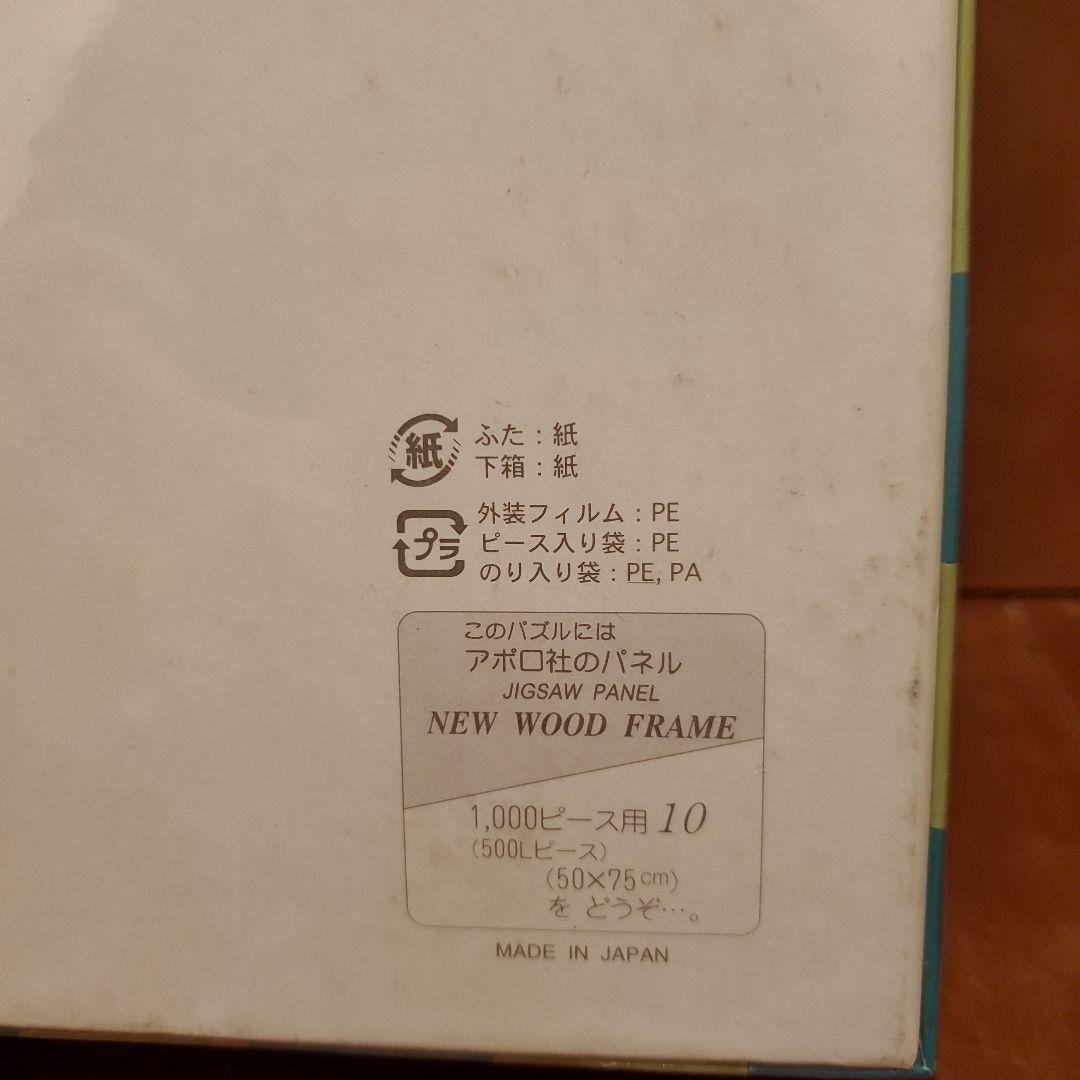 紙
ふた：紙
下箱：紙
プラ
外装フィルム：PE
ピース入り袋：PE
のり入り袋：PE, PA
このパズルには
アポロ社のパネル
JIGSAW PANEL
NEW WOOD FRAME
1,000ピース用 10
(500Lピース)
(50×75cm)
を どうぞ…。
MADE IN JAPAN